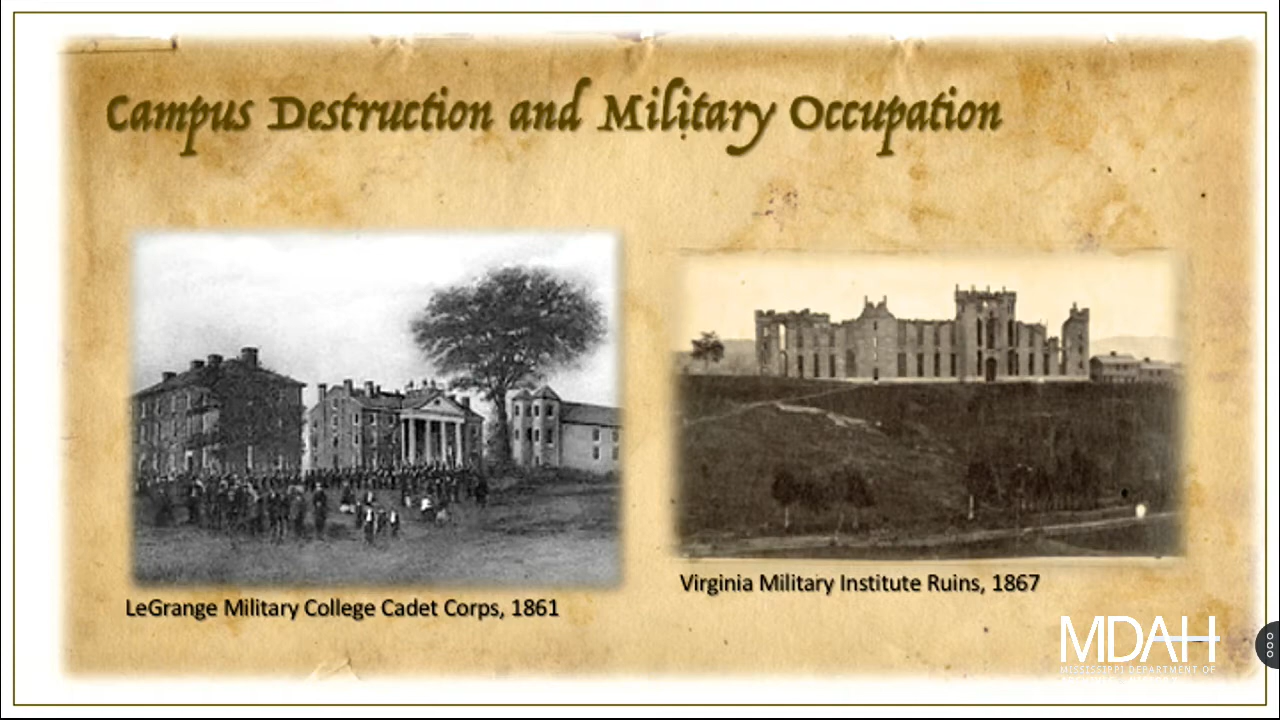 Campus Destruction and Military Occupation
LeGrange Military College Cadet Corps, 1861
Virginia Military Institute Ruins, 1867
MDAH
MISSISSIPPI DEPARTMENT OF